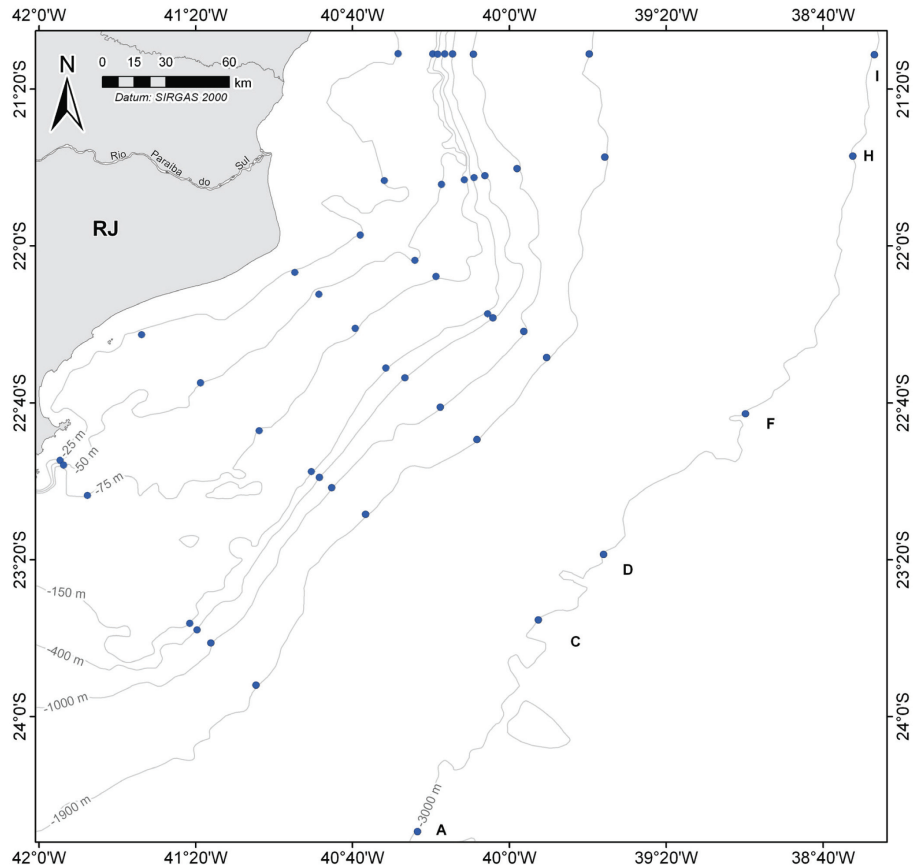 42°0'0"W 41°20'W 40°40'W 40°0'W 39°20'W 38°40'W
N
0 15 30 60
km
Datum: SIRGAS 2000
21°20'S
21°20'S
I
H
Rio Paraiba do Sul
RJ
22°0'S
22°0'S
22°40'S
22°40'S
F
-25 m
-50 m
-75 m
23°20'S
23°20'S
D
-150 m
C
-400 m
-1000 m
24°0'S
24°0'S
-1900 m
-3000 m
A
42°0'0"W 41°20'W 40°40'W 40°0'W 39°20'W 38°40'W